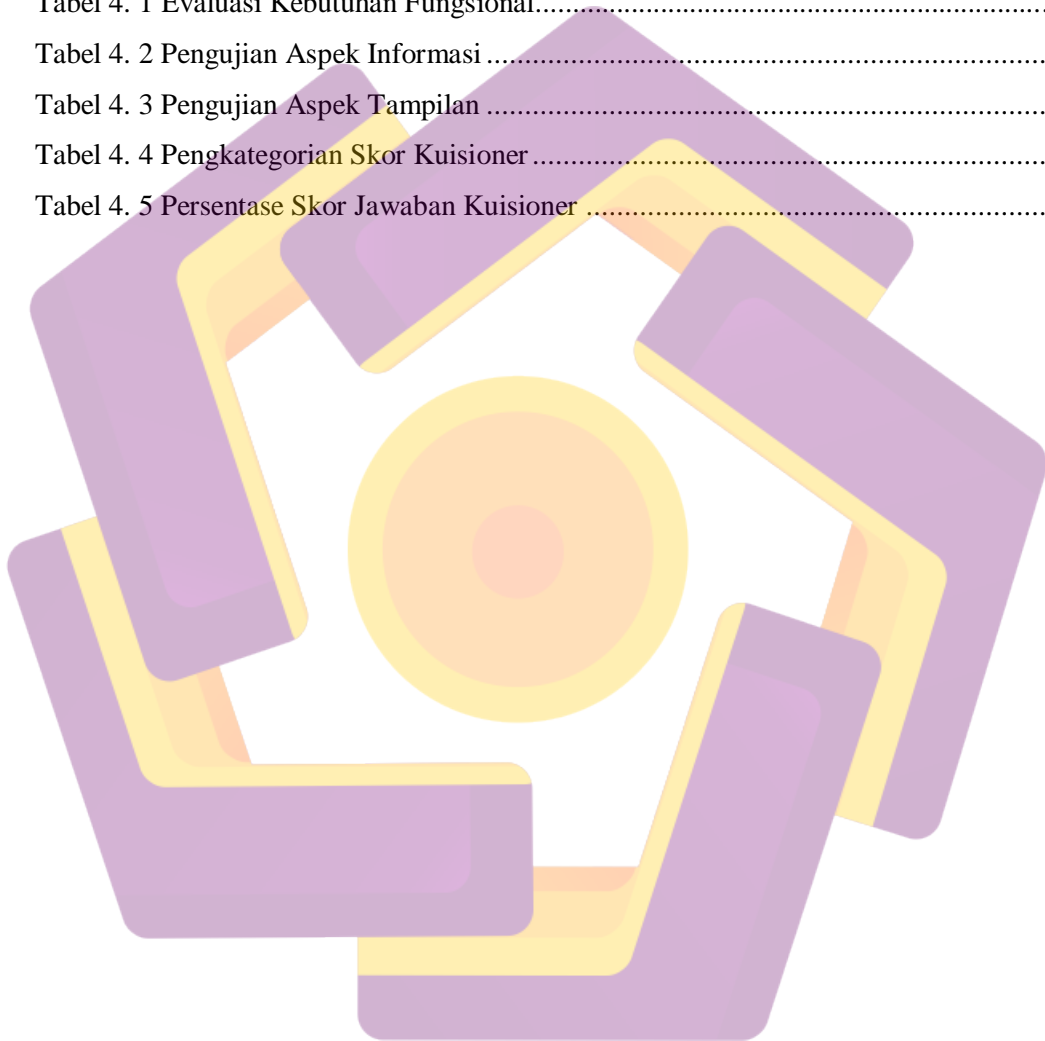 Tabel 4. 1 Evaluasi Kebutuhan Fungsional....................................................................
Tabel 4. 2 Pengujian Aspek Informasi ..........................................................................
Tabel 4. 3 Pengujian Aspek Tampilan ..........................................................................
Tabel 4. 4 Pengkategorian Skor Kuisioner ....................................................................
Tabel 4. 5 Persentase Skor Jawaban Kuisioner .............................................................